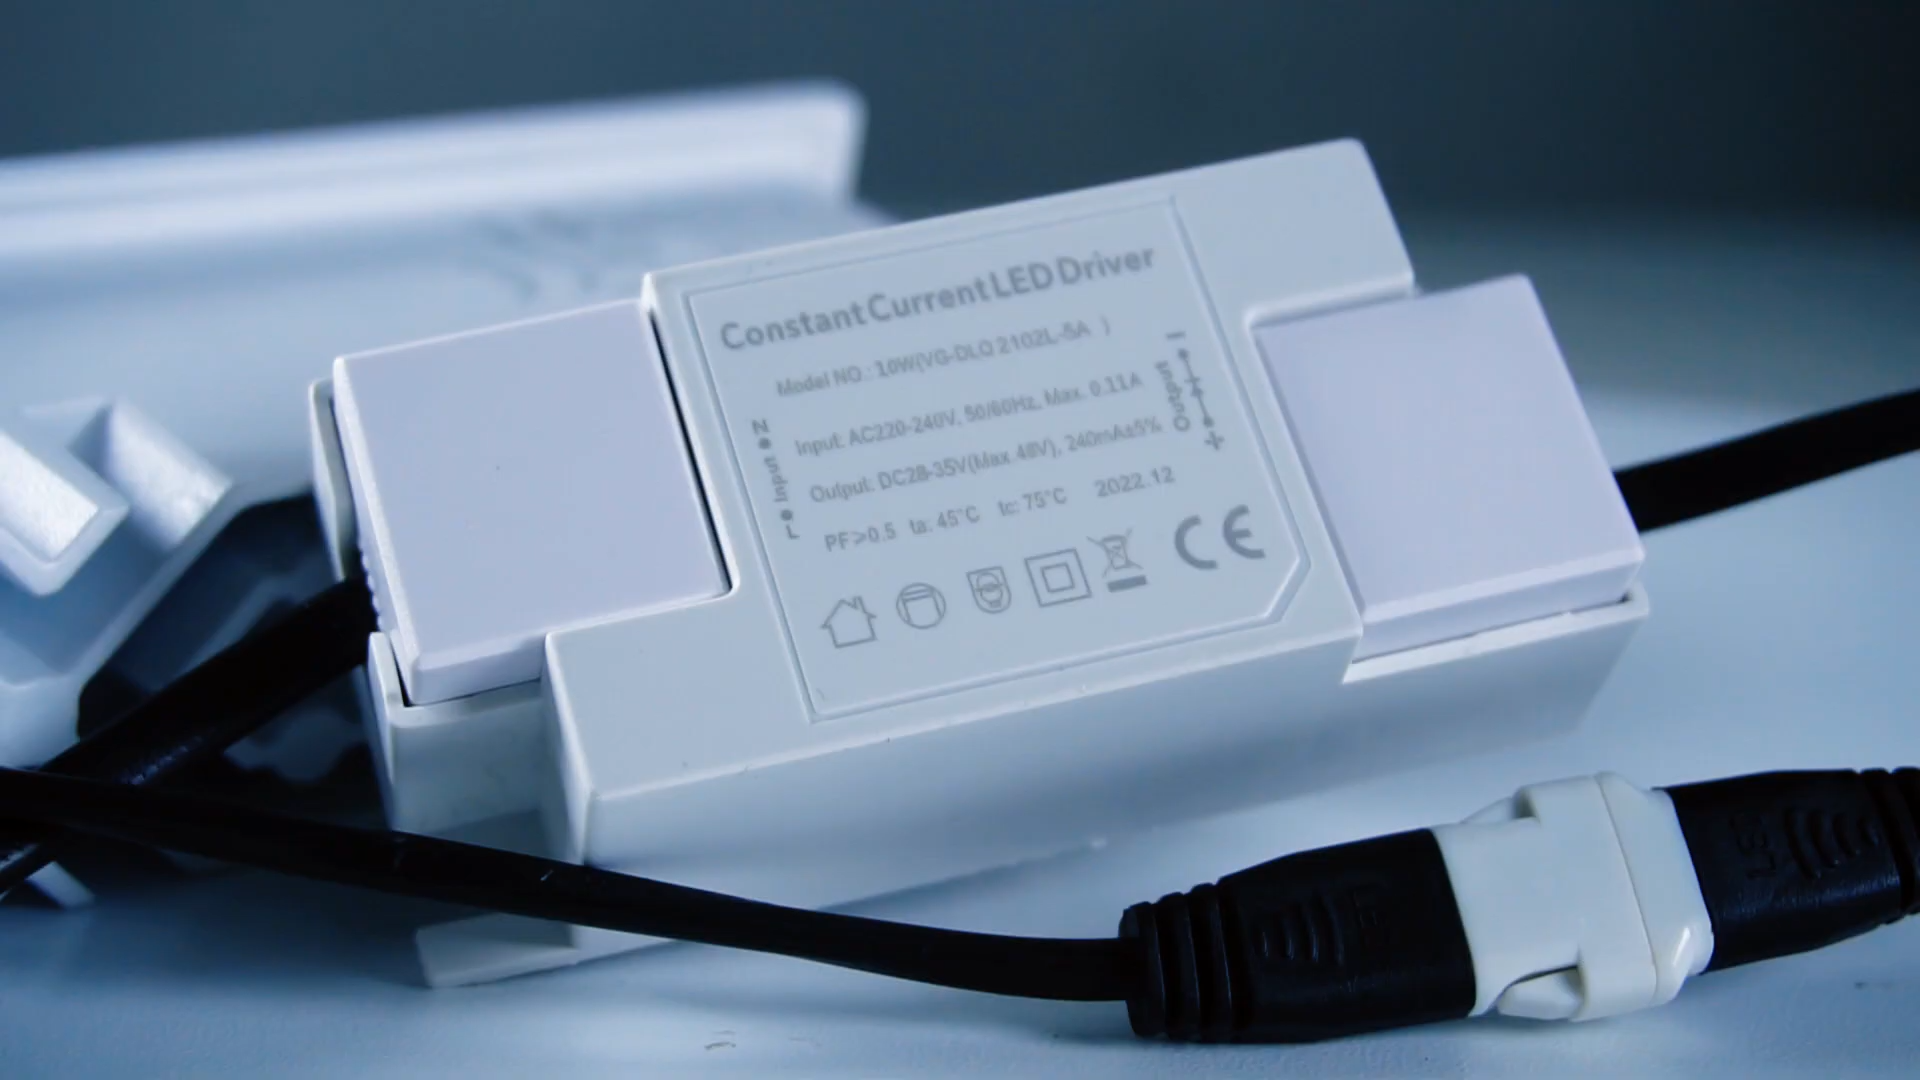 Constant Current LED Driver
Model NO.: 10W(VG-DLQ 2102L-5A )
Input: AC220-240V, 50/60Hz, Max. 0.11A
Output: DC28-35V(Max.48V), 240mA±5%
PF>0.5 ta: 45°C tc: 75°C 2022.12
L Input N
Output
CE
LED